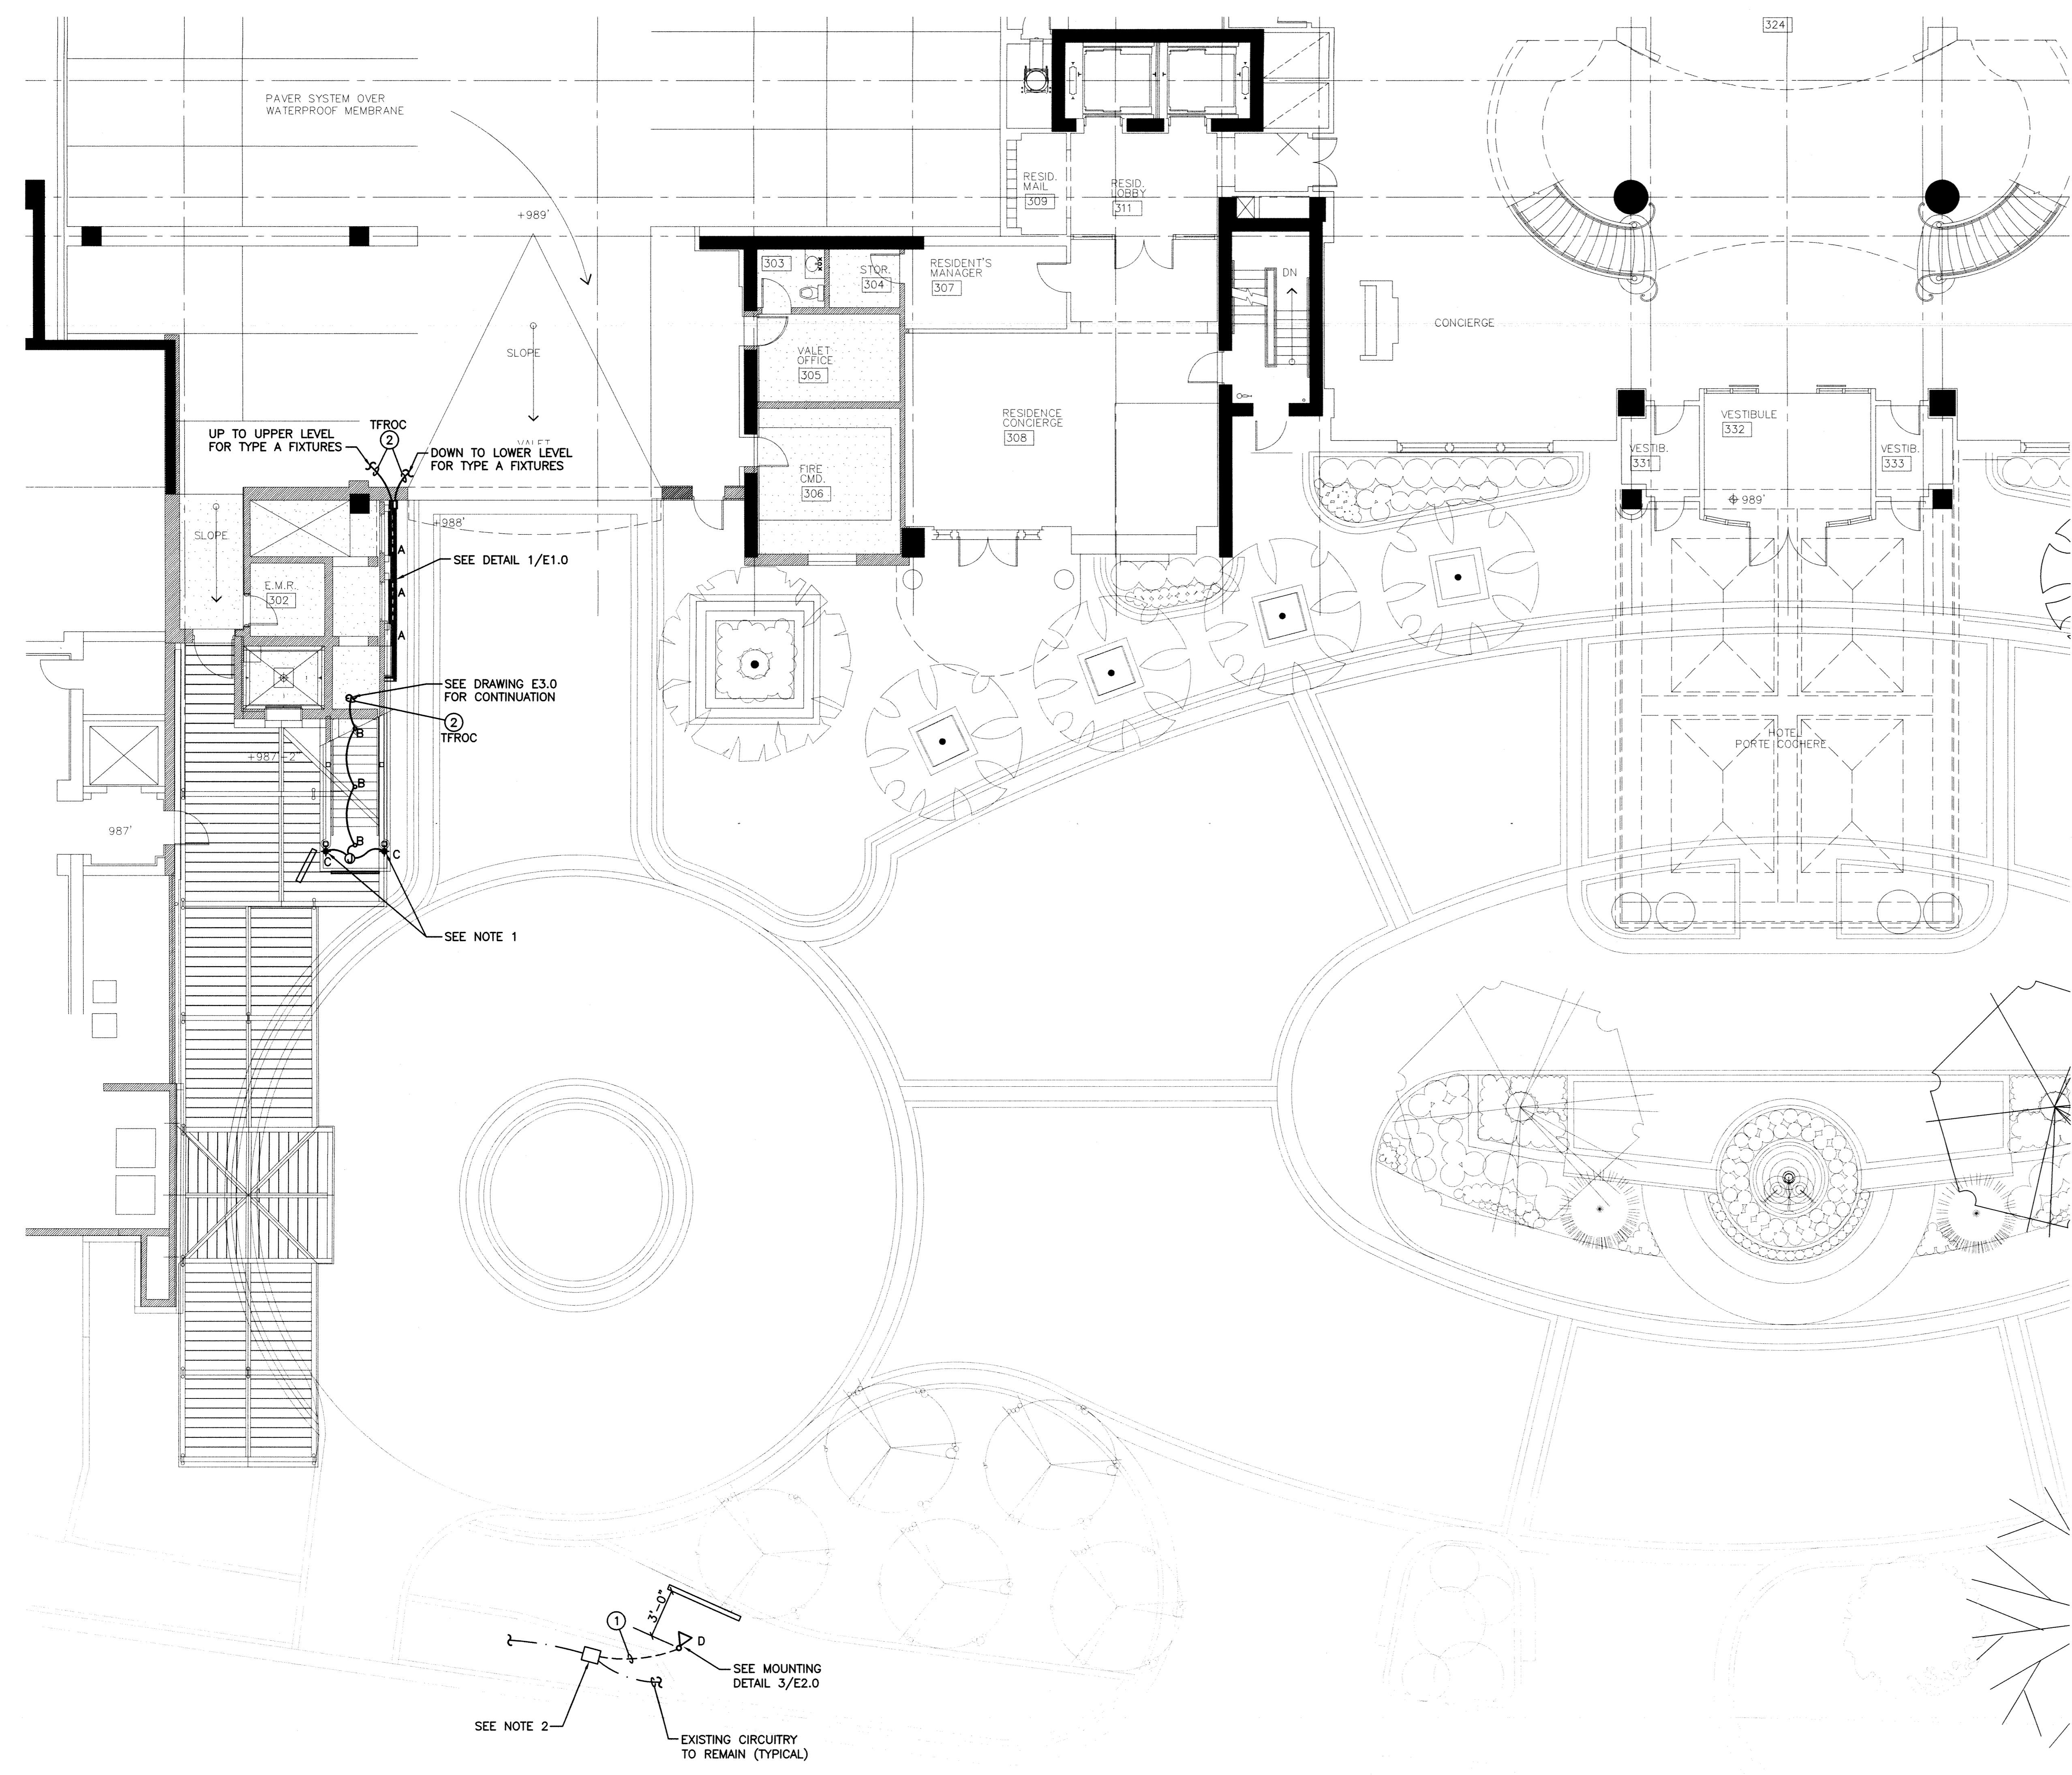 324
PAVER SYSTEM OVER
WATERPROOF MEMBRANE
RESID.
MAIL
309
RESID.
LOBBY
311
+989'
303
STOR.
304
RESIDENT'S
MANAGER
307
DN
CONCIERGE
SLOPE
VALET
OFFICE
305
RESIDENCE
CONCIERGE
308
VESTIBULE
332
VESTIB.
331
VESTIB.
333
989'
UP TO UPPER LEVEL
FOR TYPE A FIXTURES
TFROC
2
VALET
DOWN TO LOWER LEVEL
FOR TYPE A FIXTURES
FIRE
CMD.
306
+988'
SLOPE
A
SEE DETAIL 1/E1.0
E.M.R.
302
A
A
SEE DRAWING E3.0
FOR CONTINUATION
2
TFROC
B
+987'-2"
B
HOTEL
PORTE COCHERE
987'
B
C
J
C
SEE NOTE 1
3'-0"
1
D
SEE MOUNTING
DETAIL 3/E2.0
SEE NOTE 2
EXISTING CIRCUITRY
TO REMAIN (TYPICAL)